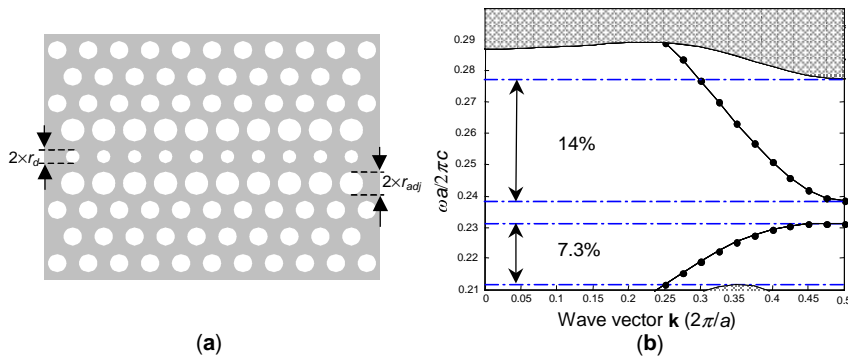 2×r_d
2×r_adj
(a)
ωa/2πc
0.29
0.28
0.27
0.26
0.25
0.24
0.23
0.22
0.21
14%
7.3%
0 0.05 0.1 0.15 0.2 0.25 0.3 0.35 0.4 0.45 0.5
Wave vector k (2π/a)
(b)